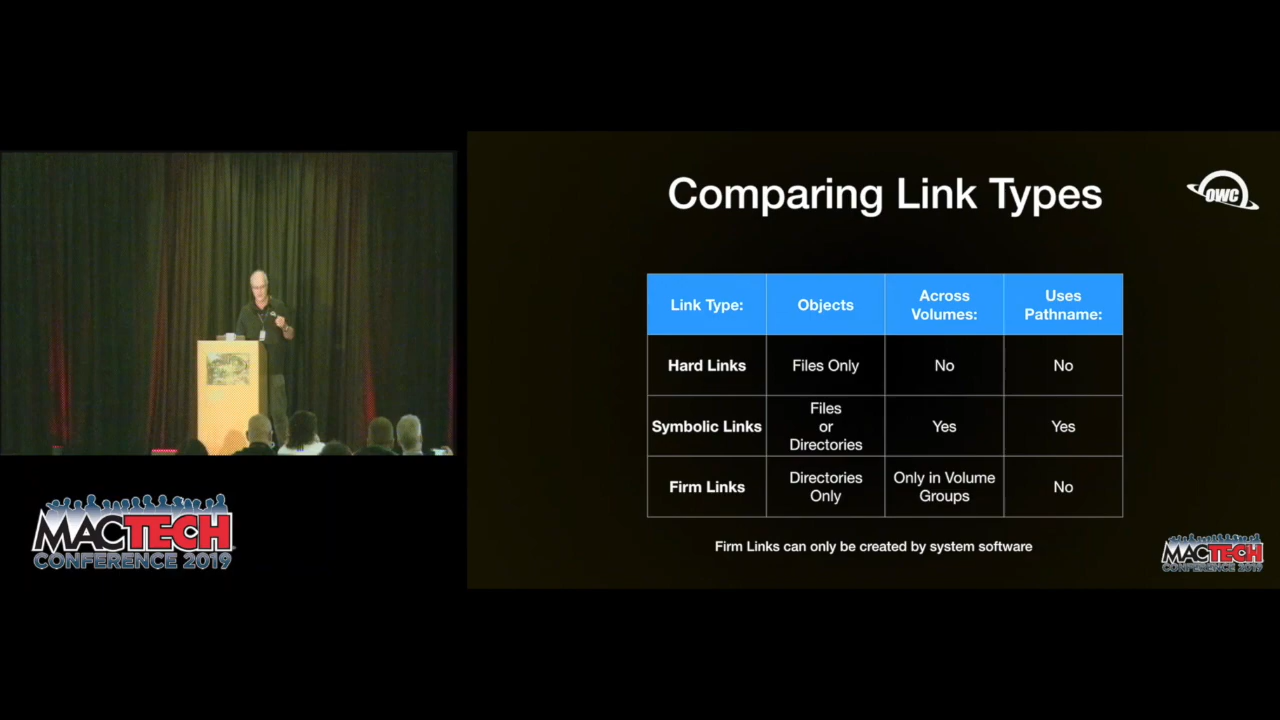 Comparing Link Types
OWC
Link Type:
Objects
Across
Volumes:
Uses
Pathname:
Hard Links
Files Only
No
No
Symbolic Links
Files
or
Directories
Yes
Yes
Firm Links
Directories
Only
Only in Volume
Groups
No
Firm Links can only be created by system software
MACTECH
CONFERENCE 2019
MACTECH
CONFERENCE 2019